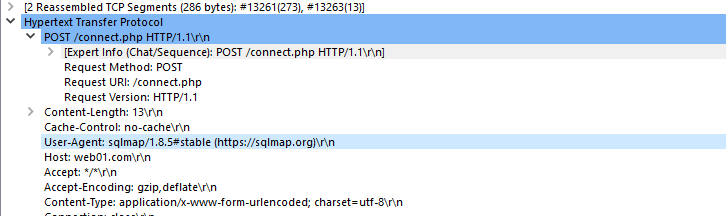 [2 Reassembled TCP Segments (286 bytes): #13261(273), #13263(13)]
Hypertext Transfer Protocol
POST /connect.php HTTP/1.1\r\n
[Expert Info (Chat/Sequence): POST /connect.php HTTP/1.1\r\n]
Request Method: POST
Request URI: /connect.php
Request Version: HTTP/1.1
Content-Length: 13\r\n
Cache-Control: no-cache\r\n
User-Agent: sqlmap/1.8.5#stable (https://sqlmap.org)\r\n
Host: web01.com\r\n
Accept: */*\r\n
Accept-Encoding: gzip,deflate\r\n
Content-Type: application/x-www-form-urlencoded; charset=utf-8\r\n
Connection: close\r\n